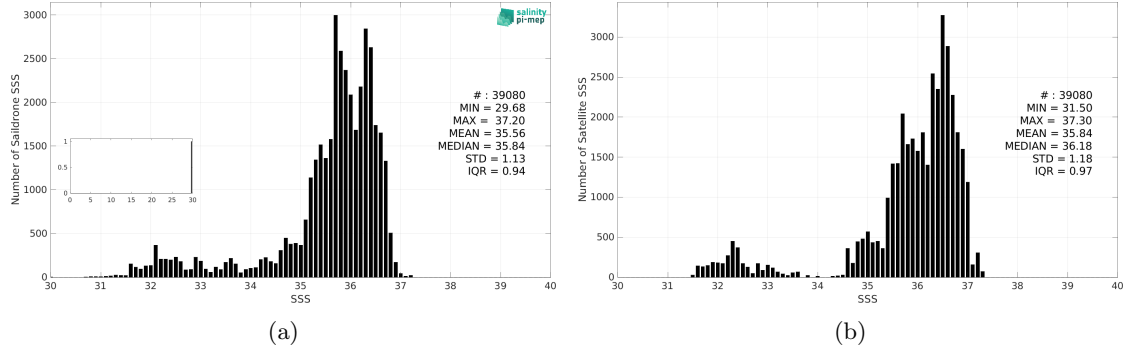 3000
2500
2000
1500
1000
500
0
Number of Saildrone SSS
salinity
pi-mep
# : 39080
MIN = 29.68
MAX = 37.20
MEAN = 35.56
MEDIAN = 35.84
STD = 1.13
IQR = 0.94
1
0.5
0
0 5 10 15 20 25 30
30 31 32 33 34 35 36 37 38 39 40
SSS
(a)
3000
2500
2000
1500
1000
500
0
Number of Satellite SSS
# : 39080
MIN = 31.50
MAX = 37.30
MEAN = 35.84
MEDIAN = 36.18
STD = 1.18
IQR = 0.97
30 31 32 33 34 35 36 37 38 39 40
SSS
(b)